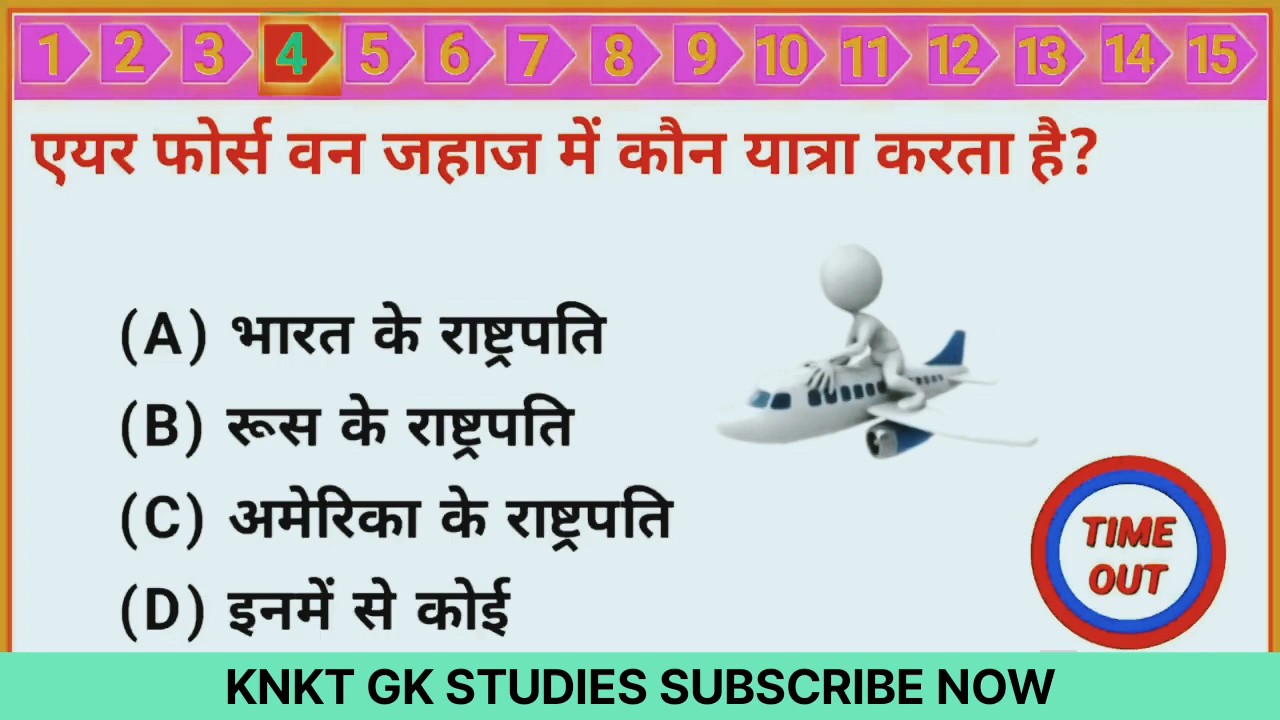 1 2 3 4 5 6 7 8 9 10 11 12 13 14 15
एयर फोर्स वन जहाज में कौन यात्रा करता है?
(A) भारत के राष्ट्रपति
(B) रूस के राष्ट्रपति
(C) अमेरिका के राष्ट्रपति
(D) इनमें से कोई
TIME
OUT
KNKT GK STUDIES SUBSCRIBE NOW